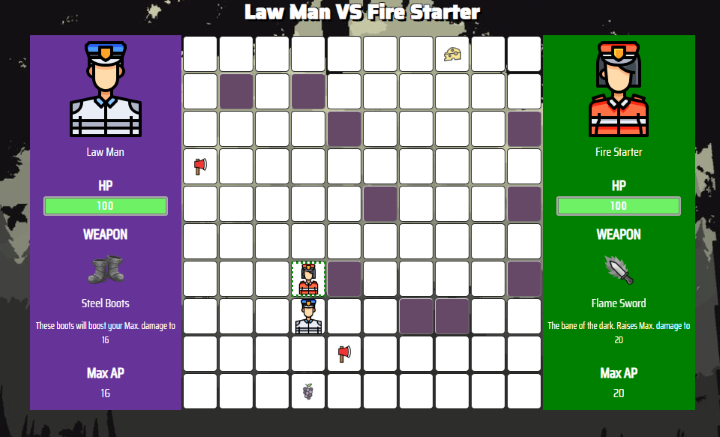 Law Man VS Fire Starter
Law Man
HP
100
WEAPON
Steel Boots
These boots will boost your Max. damage to
16
Max AP
16
Fire Starter
HP
100
WEAPON
Flame Sword
The bane of the dark. Raises Max. damage to
20
Max AP
20